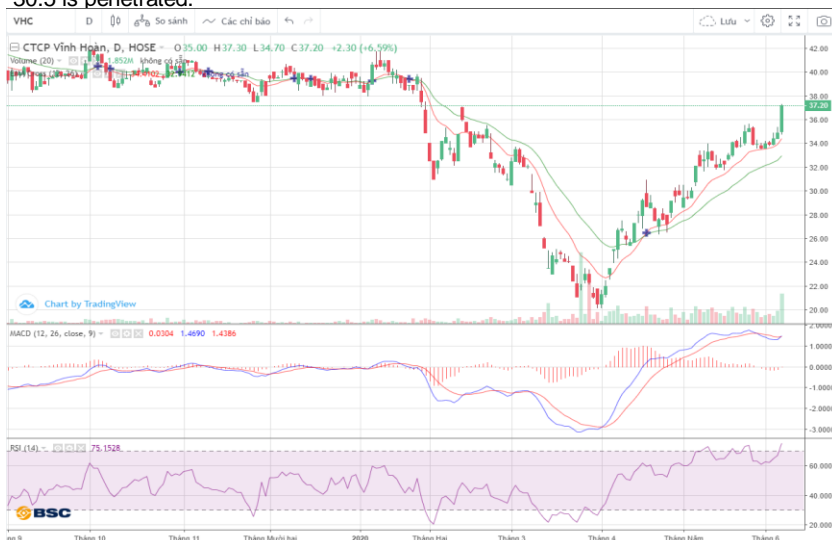 30.5 is penetrated.
VHC D So sánh Các chỉ báo Lưu
CTCP Vĩnh Hoàn, D, HOSE O35.00 H37.30 L34.70 C37.20 +2.30 (+6.59%)
Volume (20) 1.852M không có sẵn
42.00
40.00
38.00
37.20
36.00
34.00
32.00
30.00
28.00
26.00
24.00
22.00
20.00
Chart by TradingView
MACD (12, 26, close, 9) 0.0304 1.4690 1.4386
2.0000
0.0000
-1.0000
-2.0000
-3.0000
RSI (14) 75.1528
60.0000
40.0000
20.0000
BSC
Tháng 10 Tháng 11 Tháng Mười hai 2020 Tháng Hai Tháng 3 Tháng 4 Tháng Năm Tháng 6